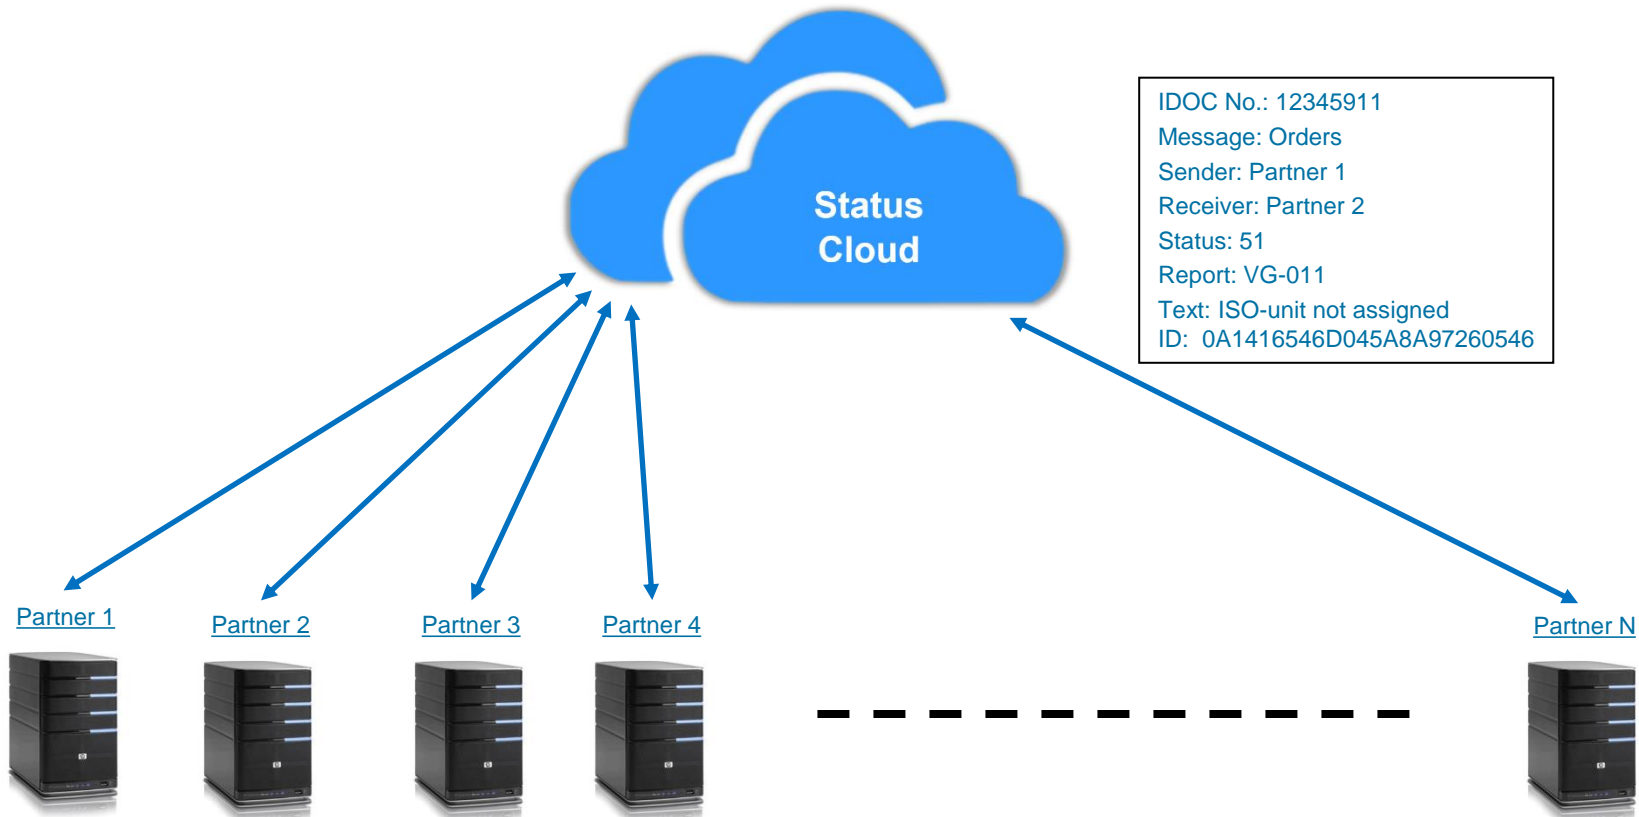 Status
Cloud
IDOC No.: 12345911
Message: Orders
Sender: Partner 1
Receiver: Partner 2
Status: 51
Report: VG-011
Text: ISO-unit not assigned
ID: 0A1416546D045A8A97260546
Partner 1
Partner 2
Partner 3
Partner 4
Partner N